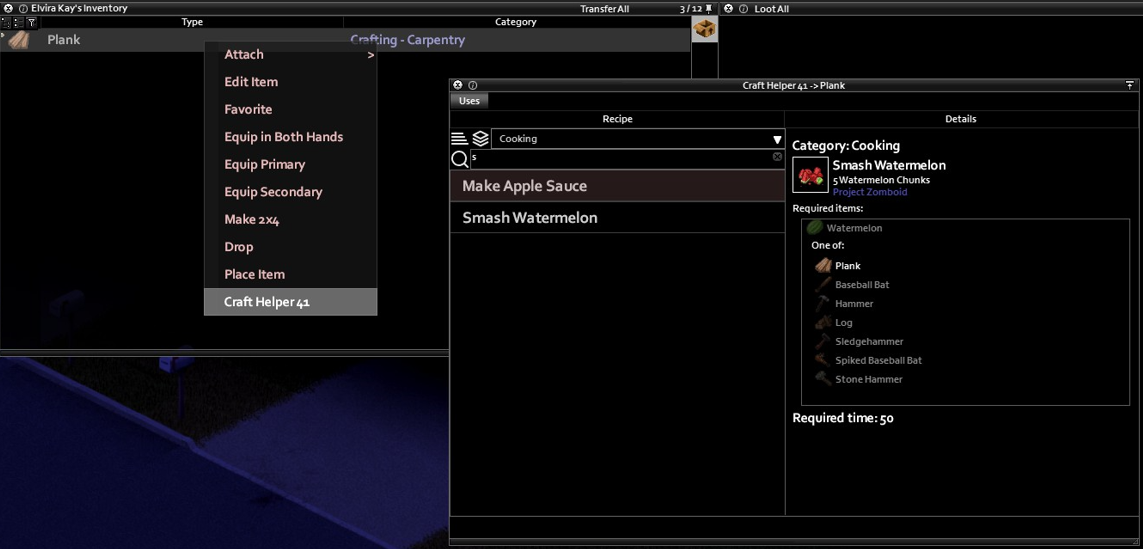 Elvira Kay's Inventory
Transfer All
3 / 12
Loot All
Type
Category
Plank
Crafting - Carpentry
Attach >
Edit Item
Favorite
Equip in Both Hands
Equip Primary
Equip Secondary
Make 2x4
Drop
Place Item
Craft Helper 41
Craft Helper 41 -> Plank
Uses
Recipe
Details
Cooking
s
Make Apple Sauce
Smash Watermelon
Category: Cooking
Smash Watermelon
5 Watermelon Chunks
Project Zomboid
Required items:
Watermelon
One of:
Plank
Baseball Bat
Hammer
Log
Sledgehammer
Spiked Baseball Bat
Stone Hammer
Required time: 50